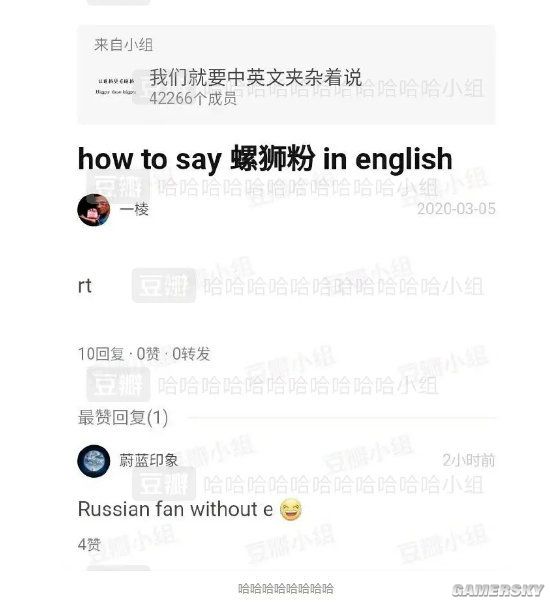 来自小组
我们就要中英文夹杂着说
42266个成员
how to say 螺狮粉 in english
一棱
2020-03-05
rt
10回复 · 0赞 · 0转发
最赞回复(1)
蔚蓝印象
2小时前
Russian fan without e 😆
4赞
豆瓣 哈哈哈哈哈哈哈哈哈哈哈小组
哈哈哈哈哈哈哈哈
GAMERSKY